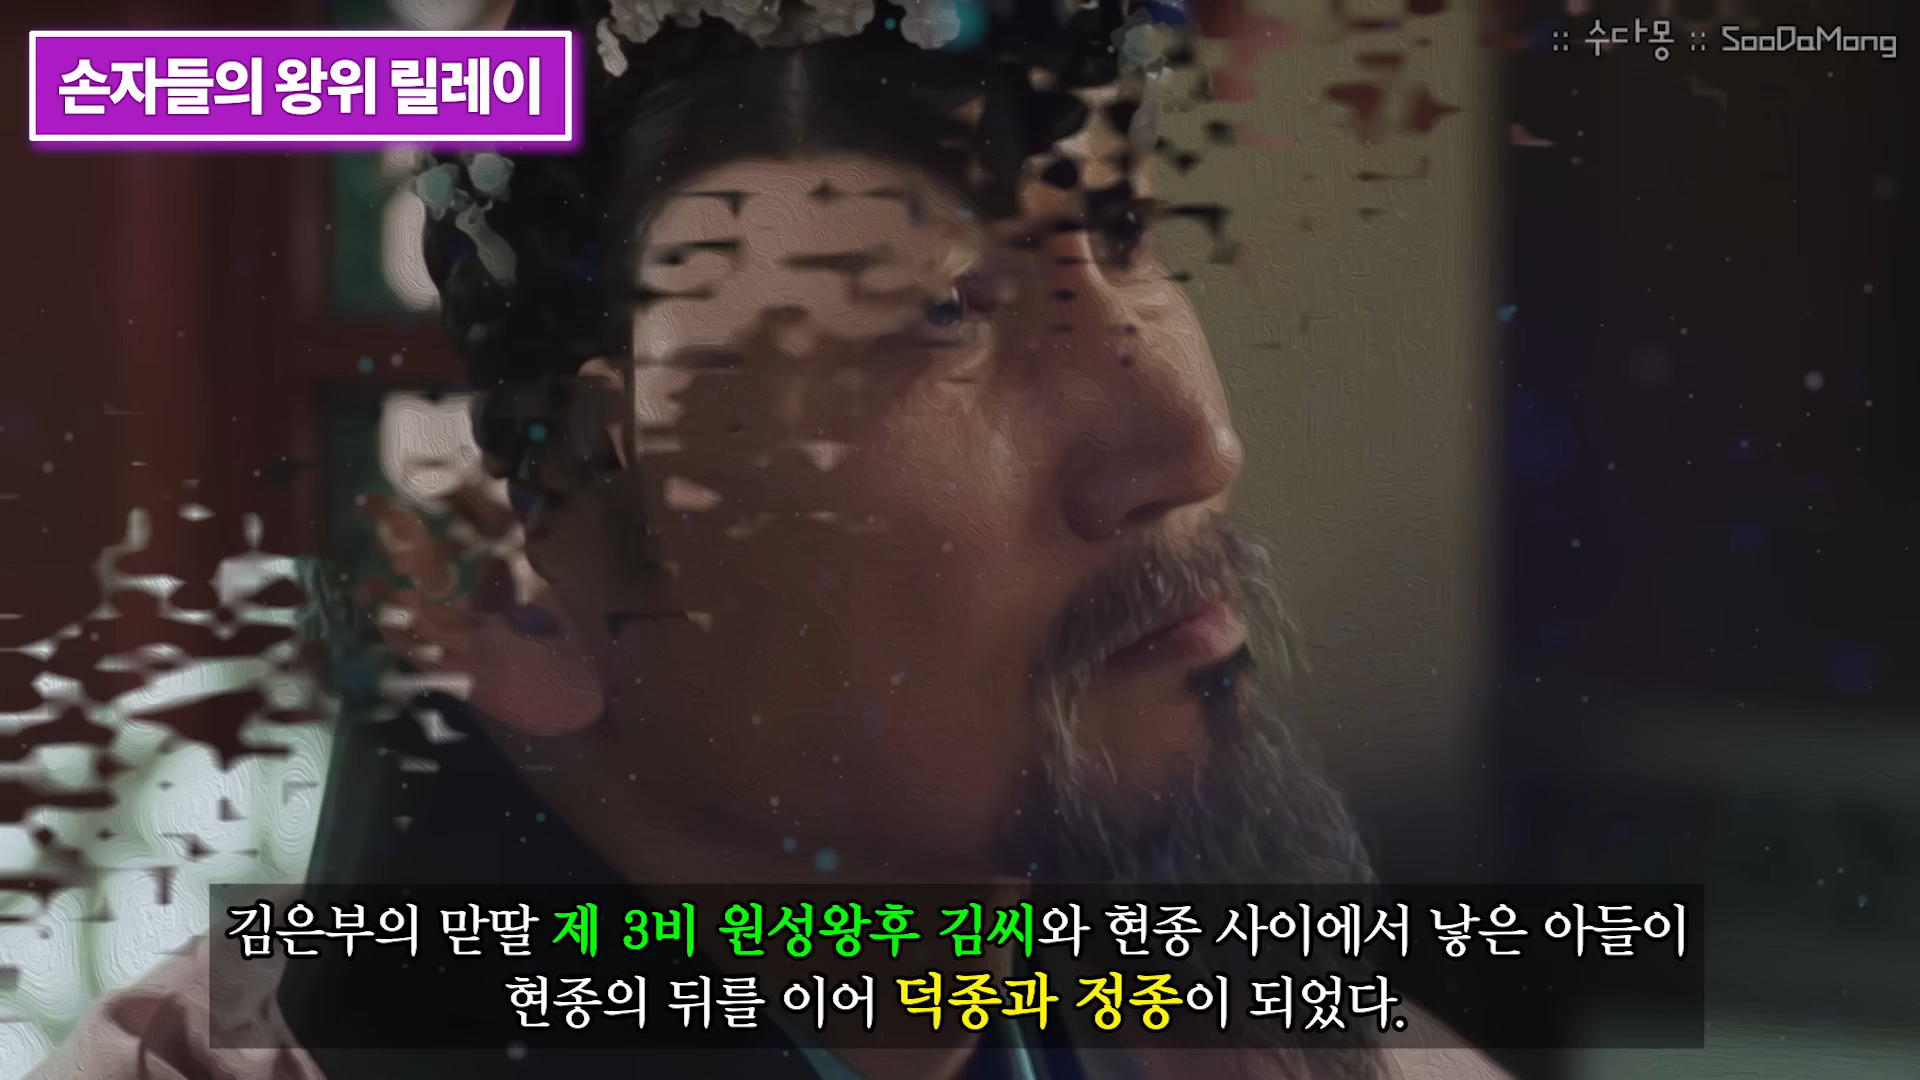 손자들의 왕위 릴레이
:: 수다몽 :: SooDaMong
김은부의 맏딸 제 3비 원성왕후 김씨와 현종 사이에서 낳은 아들이
현종의 뒤를 이어 덕종과 정종이 되었다.